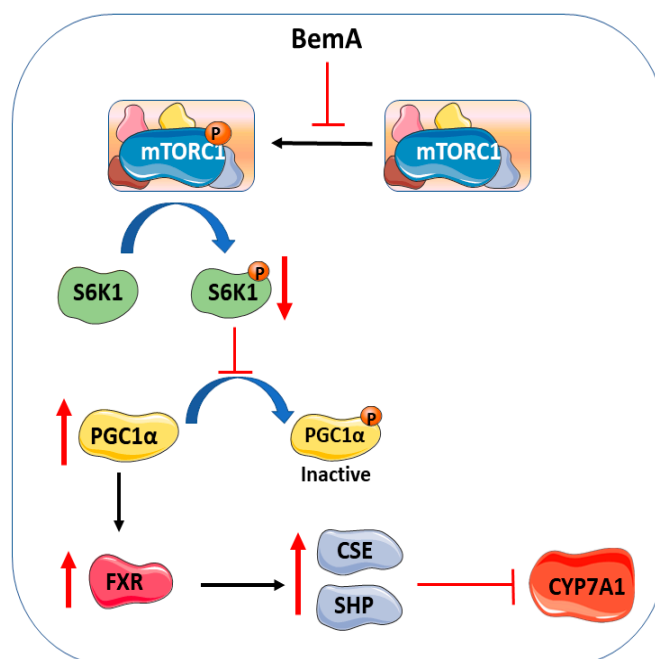 BemA
P
mTORC1
mTORC1
P
S6K1
S6K1
P
PGC1α
PGC1α
Inactive
CSE
FXR
SHP
CYP7A1